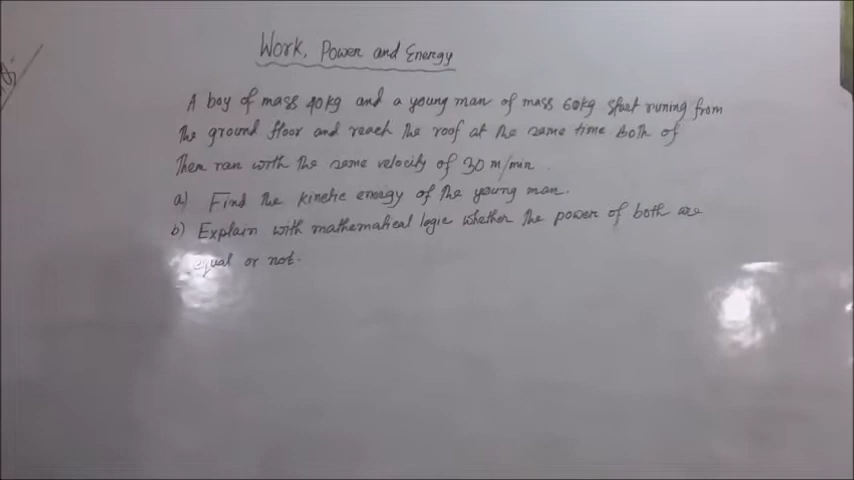 Work, Power and Energy
A boy of mass 40kg and a young man of mass 60kg start runing from
the ground floor and reach the roof at the same time Both of
Them ran with the same velocity of 30 m/min.
a) Find the kinetic energy of the young man.
b) Explain with mathematical logic whether the power of both are
equal or not.